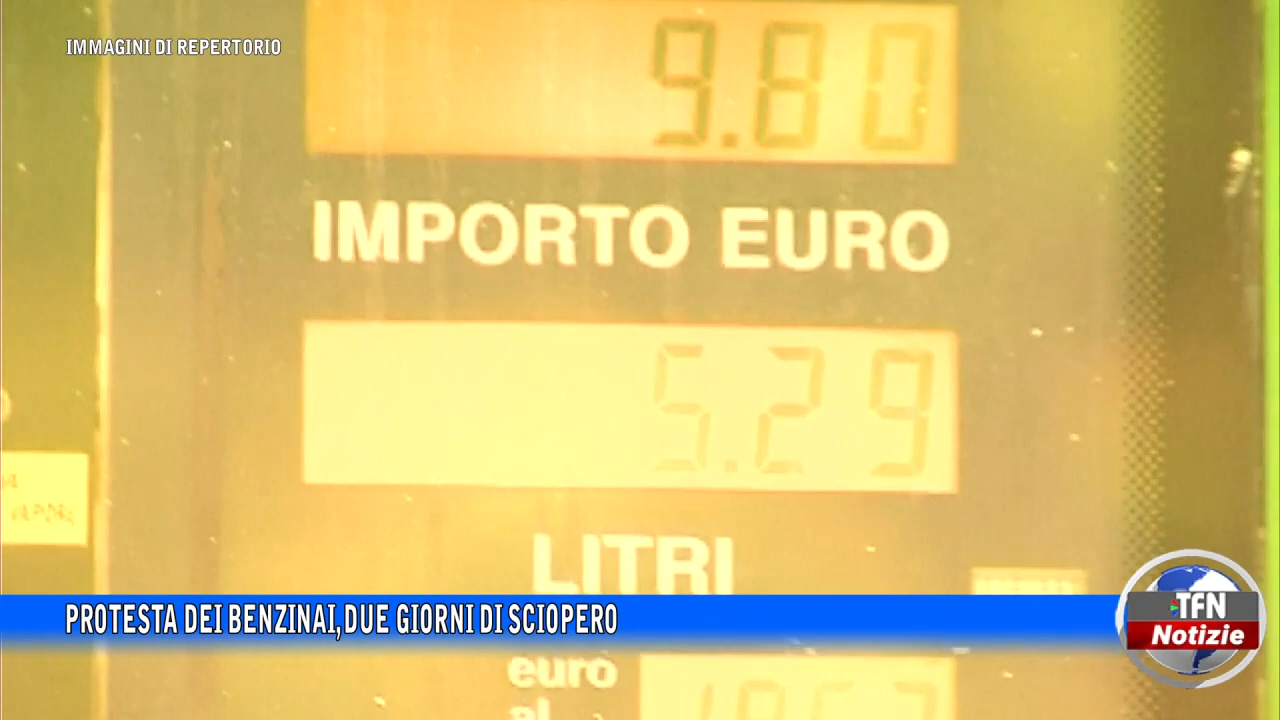 IMMAGINI DI REPERTORIO
9.80
IMPORTO EURO
5.29
LITRI
PROTESTA DEI BENZINAI, DUE GIORNI DI SCIOPERO
TFN
Notizie
euro
al